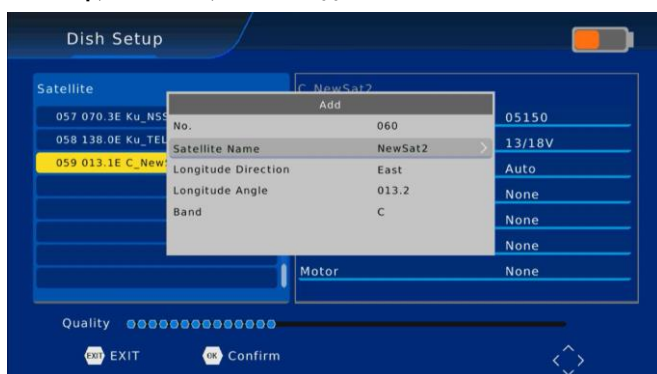 Dish Setup
Satellite
C NewSat2
057 070.3E Ku_NSS
05150
058 138.0E Ku_TEL
13/18V
059 013.1E C_New
Auto
None
None
None
Motor None
Add
No. 060
Satellite Name NewSat2
Longitude Direction East
Longitude Angle 013.2
Band C
Quality
EXIT EXIT
OK Confirm